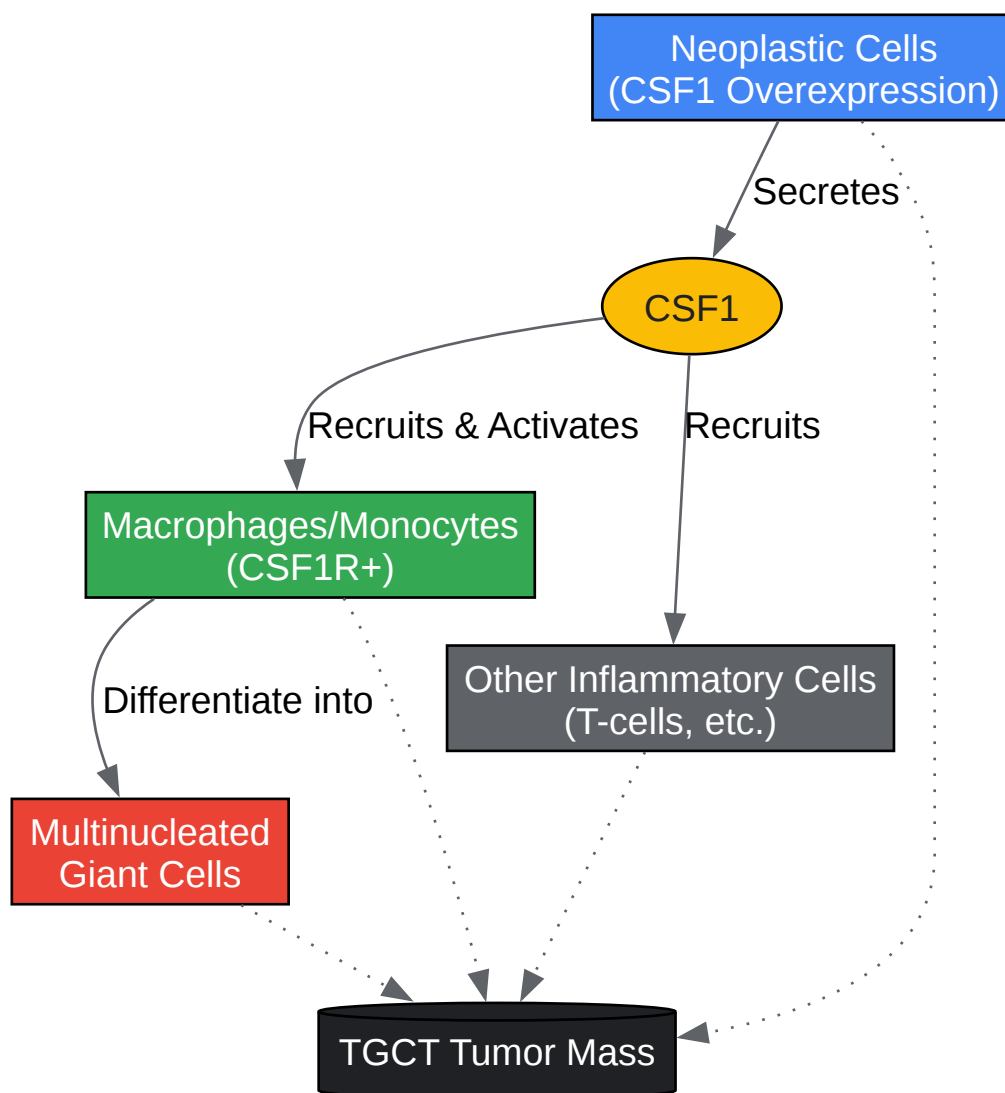 Neoplastic Cells
(CSF1 Overexpression)
Secretes
CSF1
Recruits & Activates
Recruits
Macrophages/Monocytes
(CSF1R+)
Other Inflammatory Cells
(T-cells, etc.)
Differentiate into
Multinucleated
Giant Cells
TGCT Tumor Mass